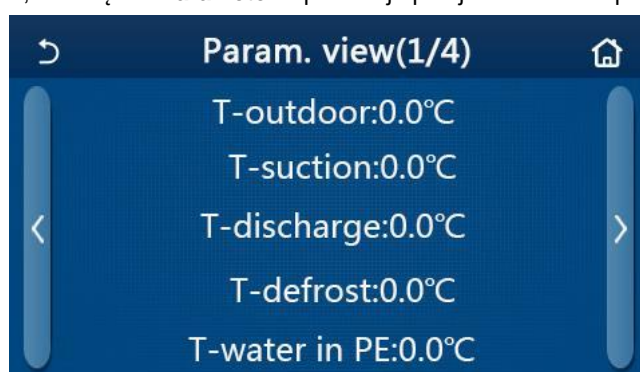 Param. view(1/4)
T-outdoor:0.0℃
T-suction:0.0℃
T-discharge:0.0℃
T-defrost:0.0℃
T-water in PE:0.0℃